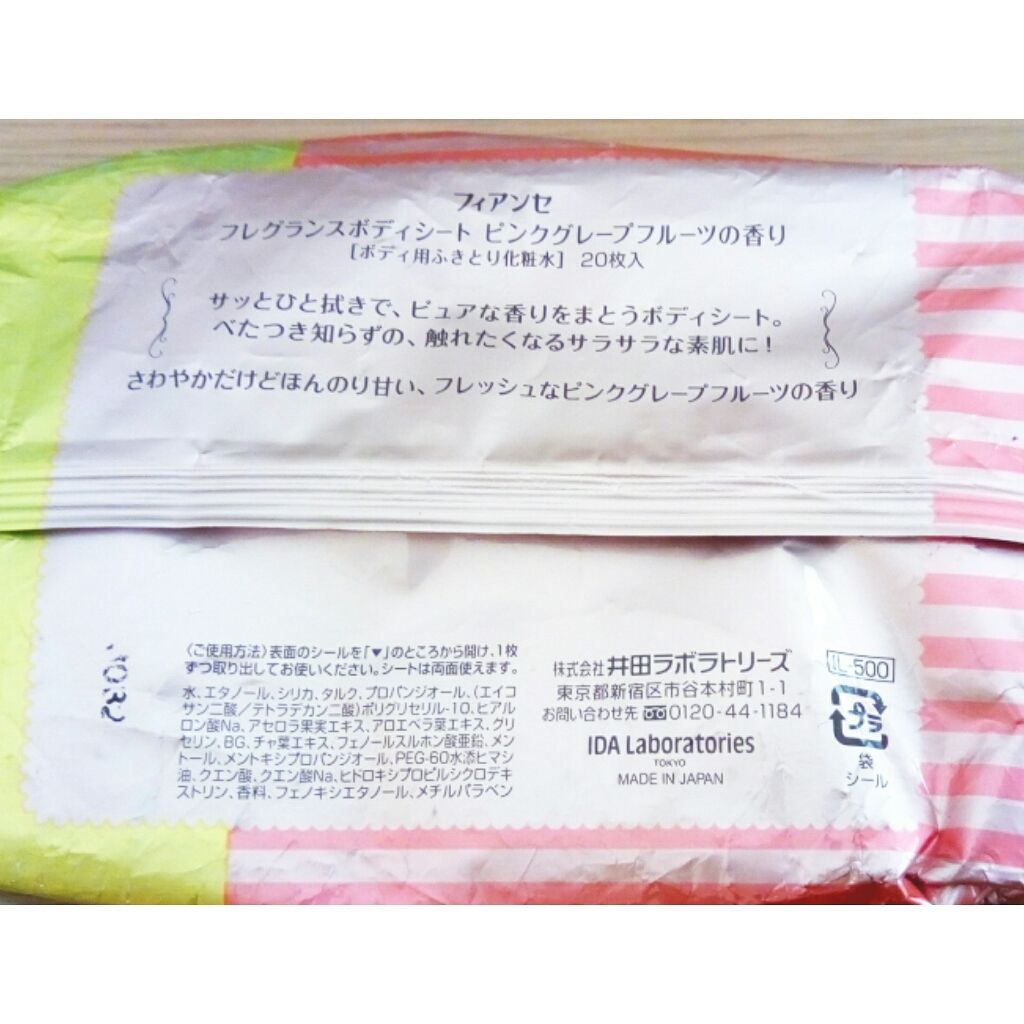 フィアンセ
フレグランスボディシート ピンクグレープフルーツの香り
[ボディ用ふきとり化粧水] 20枚入
サッとひと拭きで、ピュアな香りをまとうボディシート。
べたつき知らずの、触れたくなるサラサラな素肌に!
さわやかだけどほんのり甘い、フレッシュなピンクグレープフルーツの香り
〈ご使用方法〉表面のシールを「▼」のところから開け、1枚
ずつ取り出してお使いください。シートは両面使えます。
水、エタノール、シリカ、タルク、プロパンジオール、(エイコ
サン二酸/テトラデカン二酸)ポリグリセリル-10、ヒアル
ロン酸Na、アセロラ果実エキス、アロエベラ葉エキス、グリ
セリン、BG、チャ葉エキス、フェノールスルホン酸亜鉛、メン
トール、メントキシプロパンジオール、PEG-60水添ヒマシ
油、クエン酸、クエン酸Na、ヒドロキシプロピルシクロデキ
ストリン、香料、フェノキシエタノール、メチルパラベン
株式会社 井田ラボラトリーズ
東京都新宿区市谷本村町1-1
お問い合わせ先 0120-44-1184
IDA Laboratories
TOKYO
MADE IN JAPAN
IL-500
プラ
袋
シール